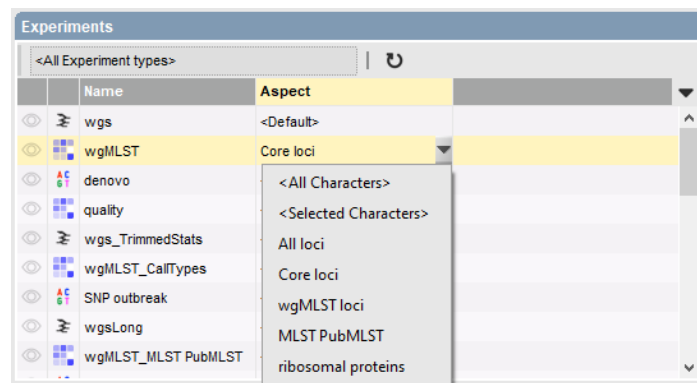 Experiments
<All Experiment types>
Name Aspect
wgs <Default>
wgMLST Core loci
denovo
quality
wgs_TrimmedStats
wgMLST_CallTypes
SNP outbreak
wgsLong
wgMLST_MLST PubMLST
<All Characters>
<Selected Characters>
All loci
Core loci
wgMLST loci
MLST PubMLST
ribosomal proteins